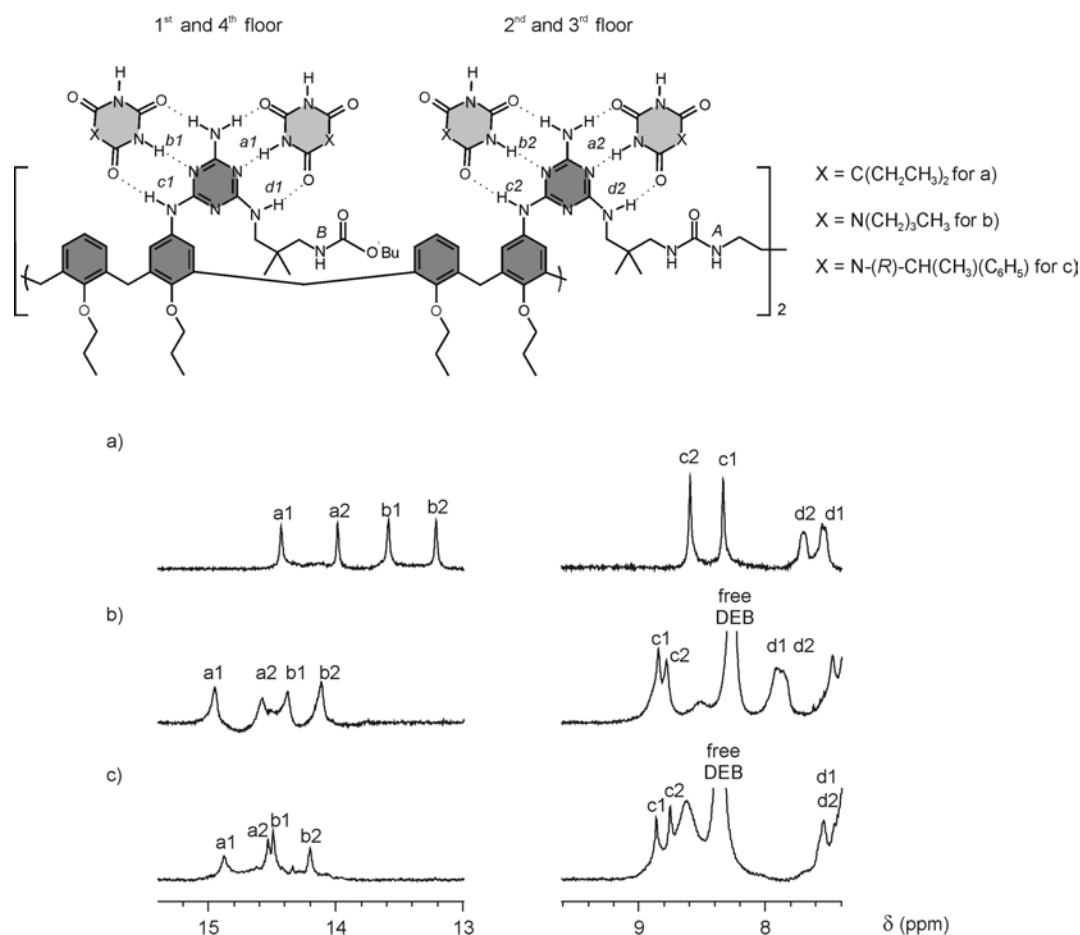 1st and 4th floor 2nd and 3rd floor
H H H H
O N O O N O O N O O N O
X N H H X X N H H X
O b1 N a1 H N O O b2 N a2 H N O
N N N N
c1 H N d1 c2 H N d2
N N H O N N H O
N B O tBu N N A
H H H H
O O O O
2
X = C(CH2CH3)2 for a)
X = N(CH2)3CH3 for b)
X = N-(R)-CH(CH3)(C6H5) for c)
a)
a1 a2 b1 b2 c2 c1 d2 d1
b)
a1 a2 b1 b2 c1 c2 free DEB d1 d2
c)
a1 a2 b1 b2 c1 c2 free DEB d1 d2
15 14 13 9 8 δ (ppm)